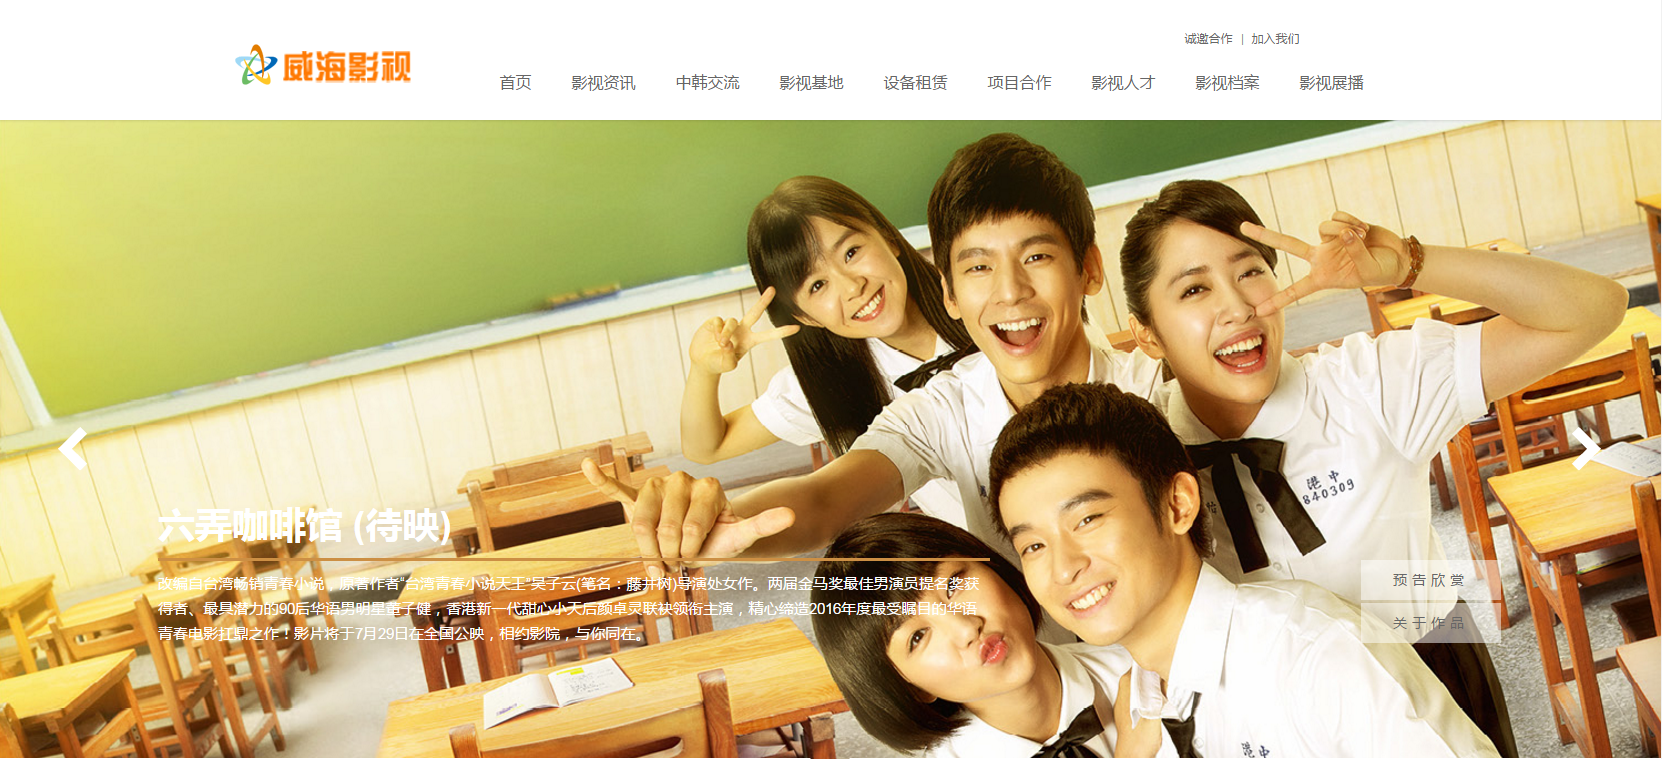 诚邀合作 | 加入我们
威海影视
首页 影视资讯 中韩交流 影视基地 设备租赁 项目合作 影视人才 影视档案 影视展播
港中
840309
六弄咖啡馆 (待映)
改编自台湾畅销青春小说，原著作者“台湾青春小说天王”吴子云(笔名：藤井树)导演处女作。两届金马奖最佳男演员提名奖获
得者、最具潜力的90后华语男明星董子健，香港新一代甜心小天后颜卓灵联袂领衔主演，精心缔造2016年度最受瞩目的华语
青春电影扛鼎之作！影片将于7月29日在全国公映，相约影院，与你同在。
预告欣赏
关于作品
港中